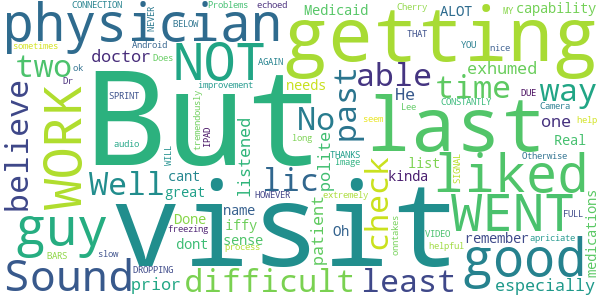 physician
getting
CONNECTION
NEVER
BELOW
Problems
echoed
Medicaid
Cherry
MY
ALOT
capability
sometimes
Android
Does
THAT
YOU
nice
two
ok
Dr
doctor
NOT
AGAIN
able
exhumed
needs
time
way
believe
WORK
But
SPRINT
improvement
tremendously
IPAD
He
DUE
Camera
CONSTANTLY
past
No
last
one
help
audio
WILL
long
seem
Lee
Real
listened
polite
THANKS
Image
list
Otherwise
Well
cant
great
lic
check
kinda
liked
SIGNAL
FULL
medications
guy
Done
freezing
name
HOWEVER
extremely
iffy
sense
process
dont
visit
patient
Oh
VIDEO
onntakes
helpful
WENT
remember
apriciate
BARS
slow
DROPPING
Sound
prior
difficult
least
good
especially